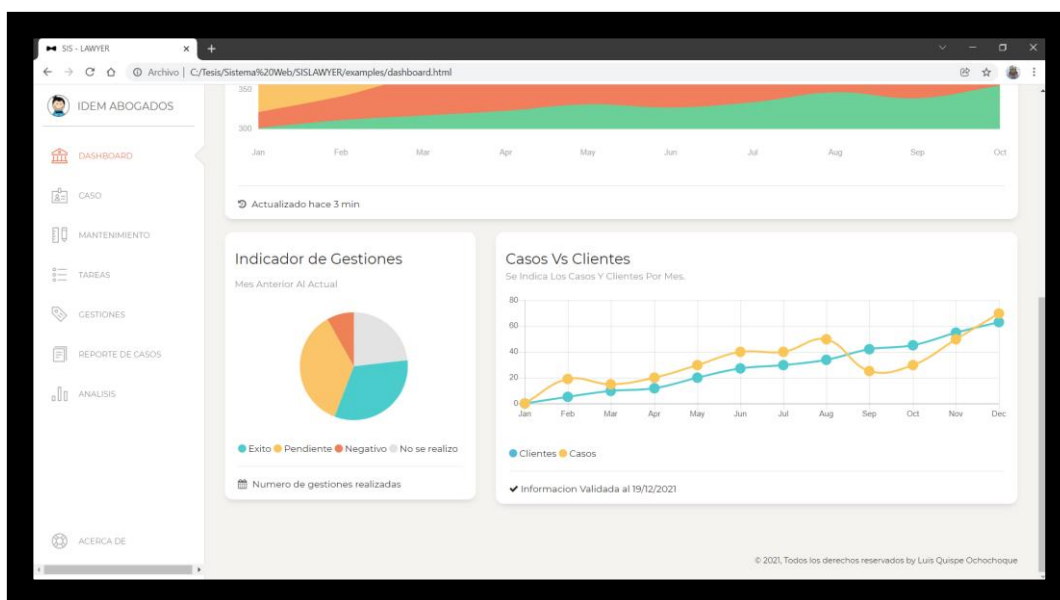 SIS - LAWYER
Archivo | C:/Tesis/Sistema%20Web/SISLAWYER/examples/dashboard.html
IDEM ABOGADOS
DASHBOARD
CASO
MANTENIMIENTO
TAREAS
GESTIONES
REPORTE DE CASOS
ANALISIS
ACERCA DE
350
300
Jan Feb Mar Apr May Jun Jul Aug Sep Oct
Actualizado hace 3 min
Indicador de Gestiones
Mes Anterior Al Actual
Exito Pendiente Negativo No se realizo
Numero de gestiones realizadas
Casos Vs Clientes
Se Indica Los Casos Y Clientes Por Mes.
80
60
40
20
0
Jan Feb Mar Apr May Jun Jul Aug Sep Oct Nov Dec
Clientes Casos
Informacion Validada al 19/12/2021
© 2021, Todos los derechos reservados by Luis Quispe Ochochoque